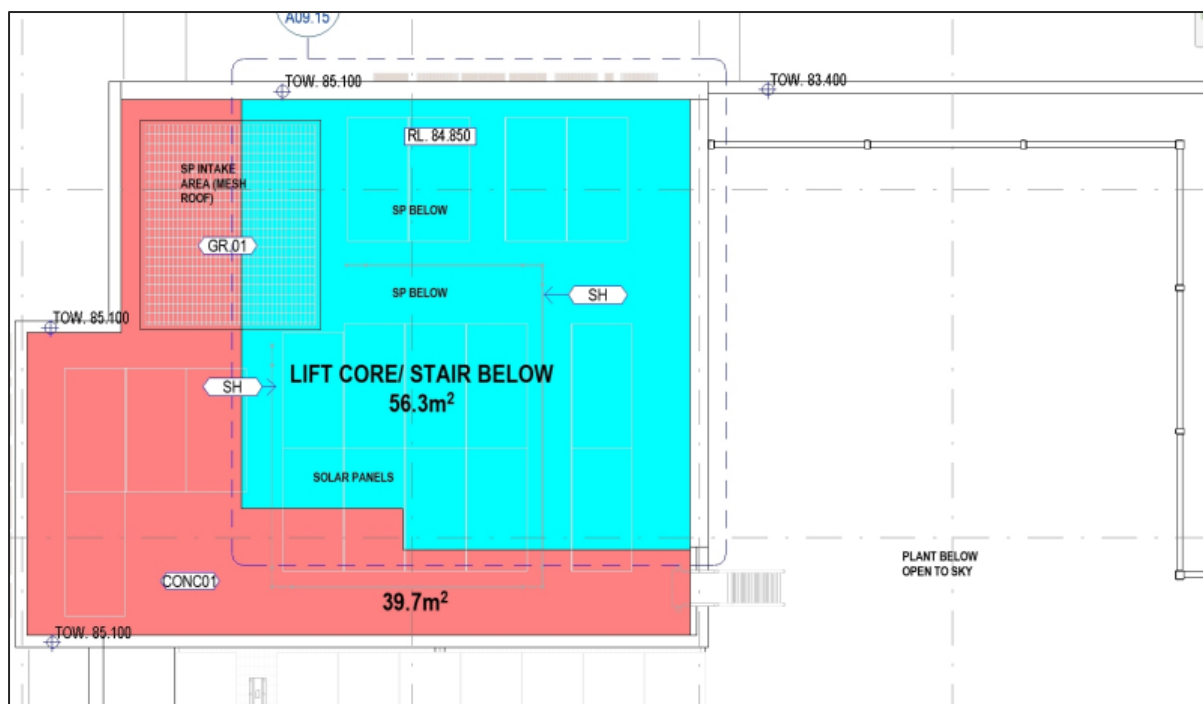 A09.15
TOW. 85.100
TOW. 83.400
RL. 84.850
SP INTAKE
AREA (MESH
ROOF)
SP BELOW
GR.01
SP BELOW
SH
TOW. 85.100
LIFT CORE/ STAIR BELOW
56.3m²
SH
SOLAR PANELS
PLANT BELOW
OPEN TO SKY
CONC01
39.7m²
TOW. 85.100